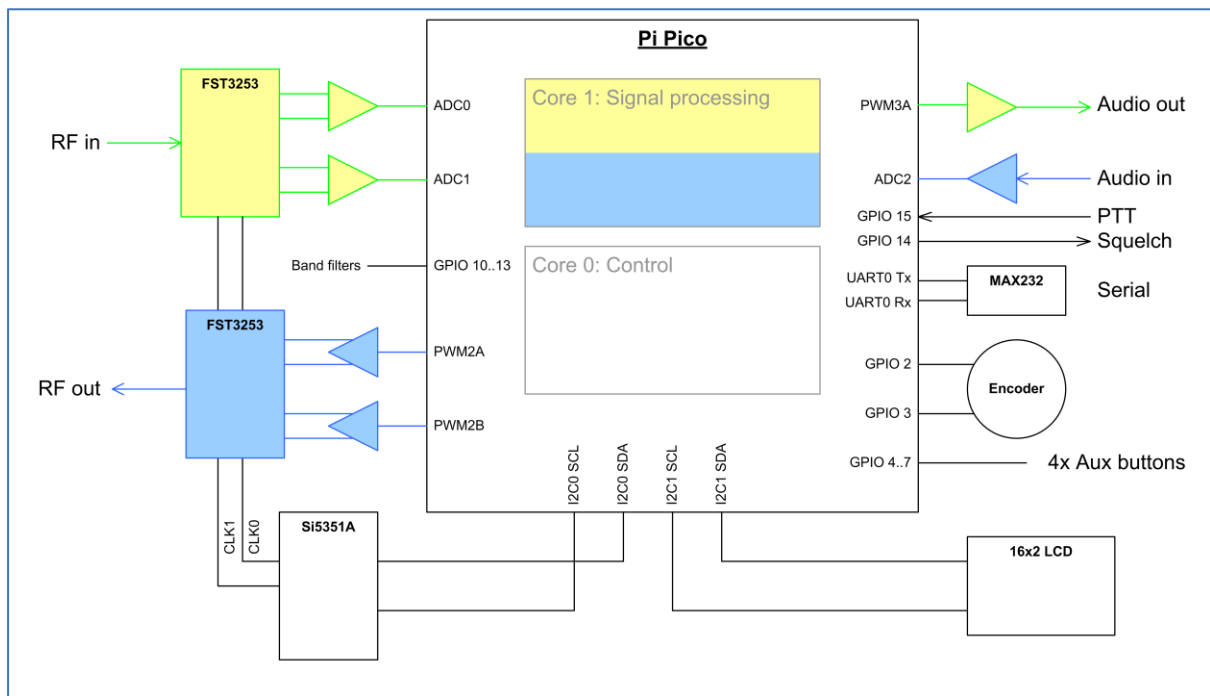 Pi Pico
FST3253
Core 1: Signal processing
ADC0
PWM3A
Audio out
RF in
ADC1
ADC2
Audio in
GPIO 15
PTT
GPIO 14
Squelch
Band filters
GPIO 10..13
Core 0: Control
UART0 Tx
MAX232
Serial
UART0 Rx
FST3253
PWM2A
GPIO 2
RF out
Encoder
PWM2B
GPIO 3
GPIO 4..7
4x Aux buttons
I2C0 SCL
I2C0 SDA
I2C1 SCL
I2C1 SDA
CLK1
CLK0
Si5351A
16x2 LCD